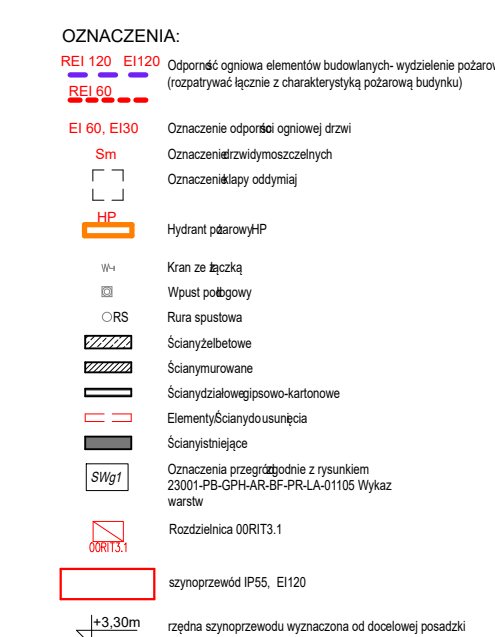 OZNACZENIA:
REI 120 EI120
Odporność ogniowa elementów budowlanych- wydzielenie pożarow
(rozpatrywać łącznie z charakterystyką pożarową budynku)
REI 60
EI 60, EI30 Oznaczenie odporności ogniowej drzwi
Sm Oznaczenie drzwi dymoszczelnych
Oznaczenie klapy oddymiaj
HP
Hydrant pożarowy HP
Kran ze złączką
Wpust podłogowy
RS Rura spustowa
Ściany żelbetowe
Ściany murowane
Ściany działowe gipsowo-kartonowe
Elementy/Ściany do usunięcia
Ściany istniejące
SWg1
Oznaczenia przegród zgodnie z rysunkiem
23001-PB-GPH-AR-BF-PR-LA-01105 Wykaz
warstw
Rozdzielnica 00RIT3.1
00RIT3.1
szynoprzewód IP55, EI120
+3,30m rzędna szynoprzewodu wyznaczona od docelowej posadzki